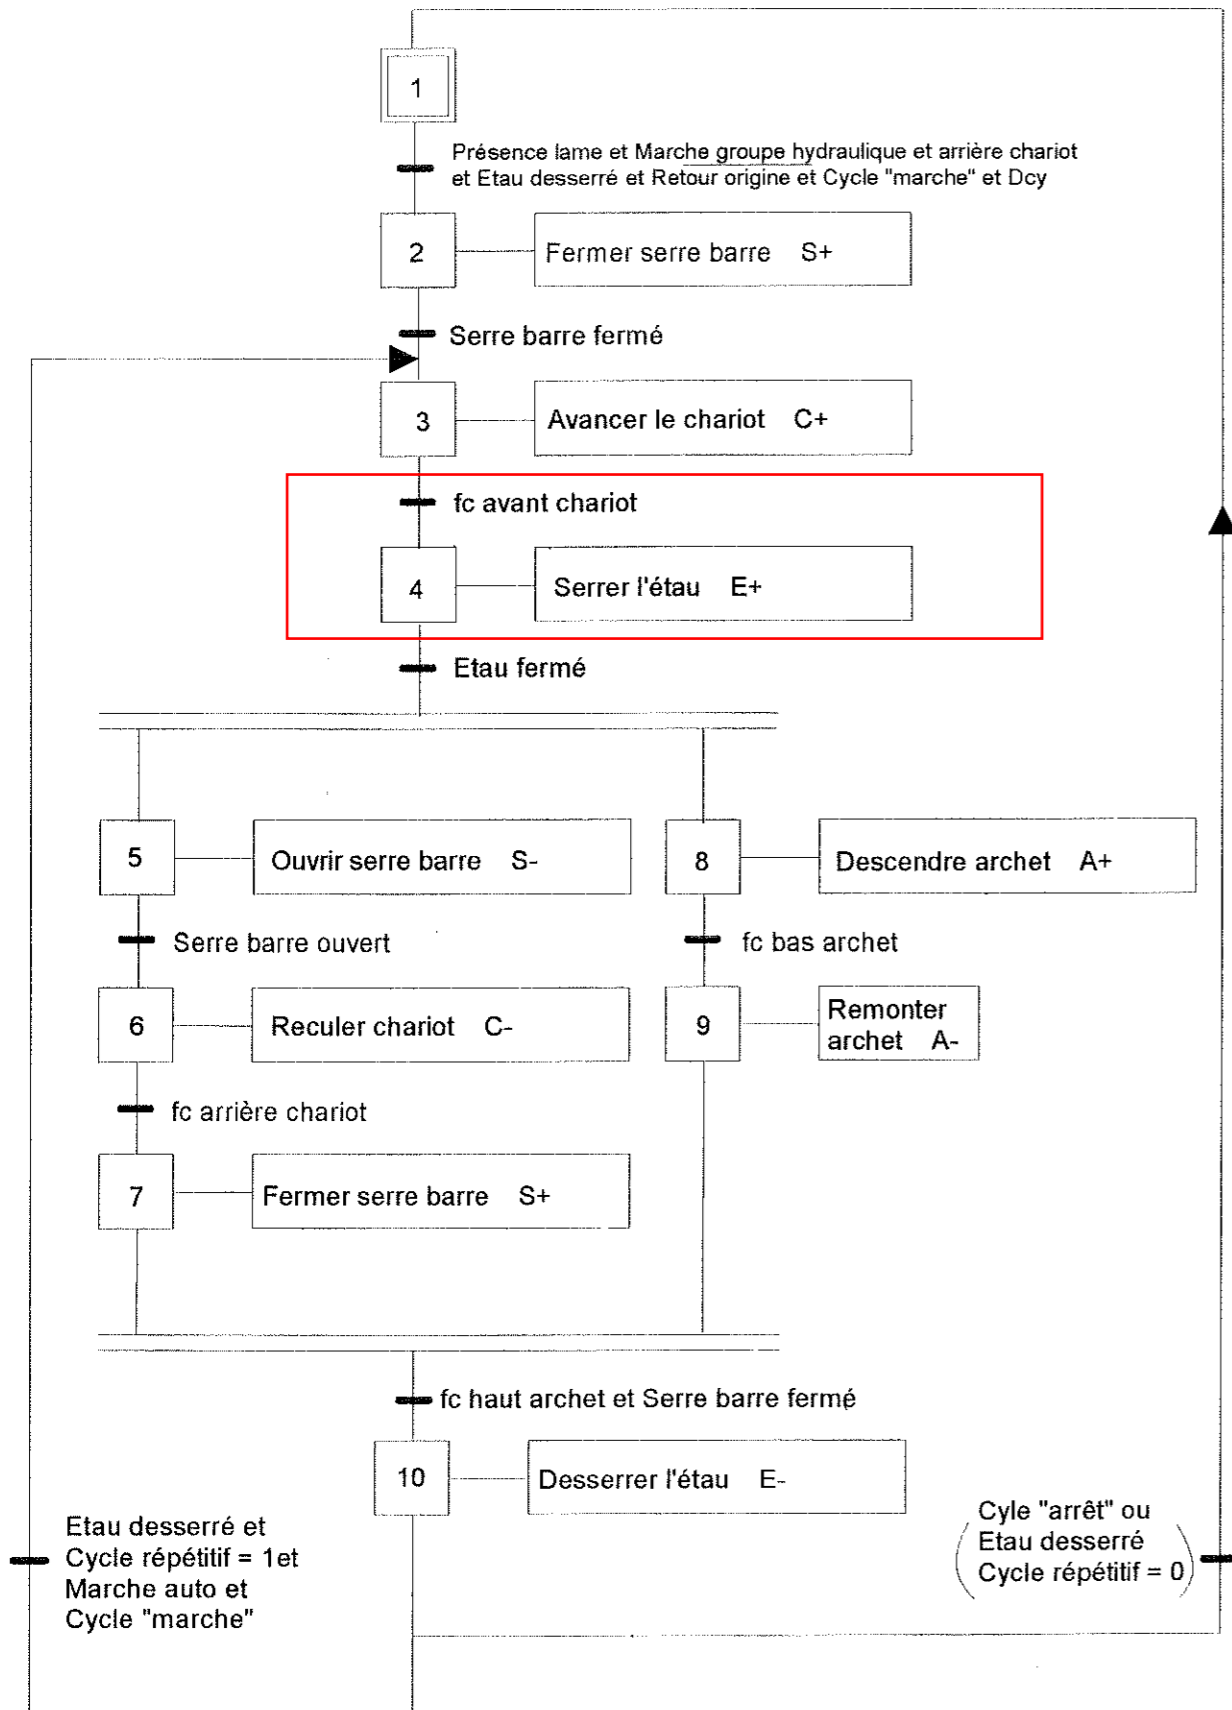 1
Présence lame et Marche groupe hydraulique et arrière chariot
et Etau desserré et Retour origine et Cycle "marche" et Dcy
2
Fermer serre barre S+
Serre barre fermé
3
Avancer le chariot C+
fc avant chariot
4
Serrer l'étau E+
Etau fermé
5
Ouvrir serre barre S-
8
Descendre archet A+
Serre barre ouvert
fc bas archet
6
Reculer chariot C-
9
Remonter
archet A-
fc arrière chariot
7
Fermer serre barre S+
fc haut archet et Serre barre fermé
10
Desserrer l'étau E-
Etau desserré et
Cycle répétitif = 1et
Marche auto et
Cycle "marche"
Cyle "arrêt" ou
Etau desserré
Cycle répétitif = 0